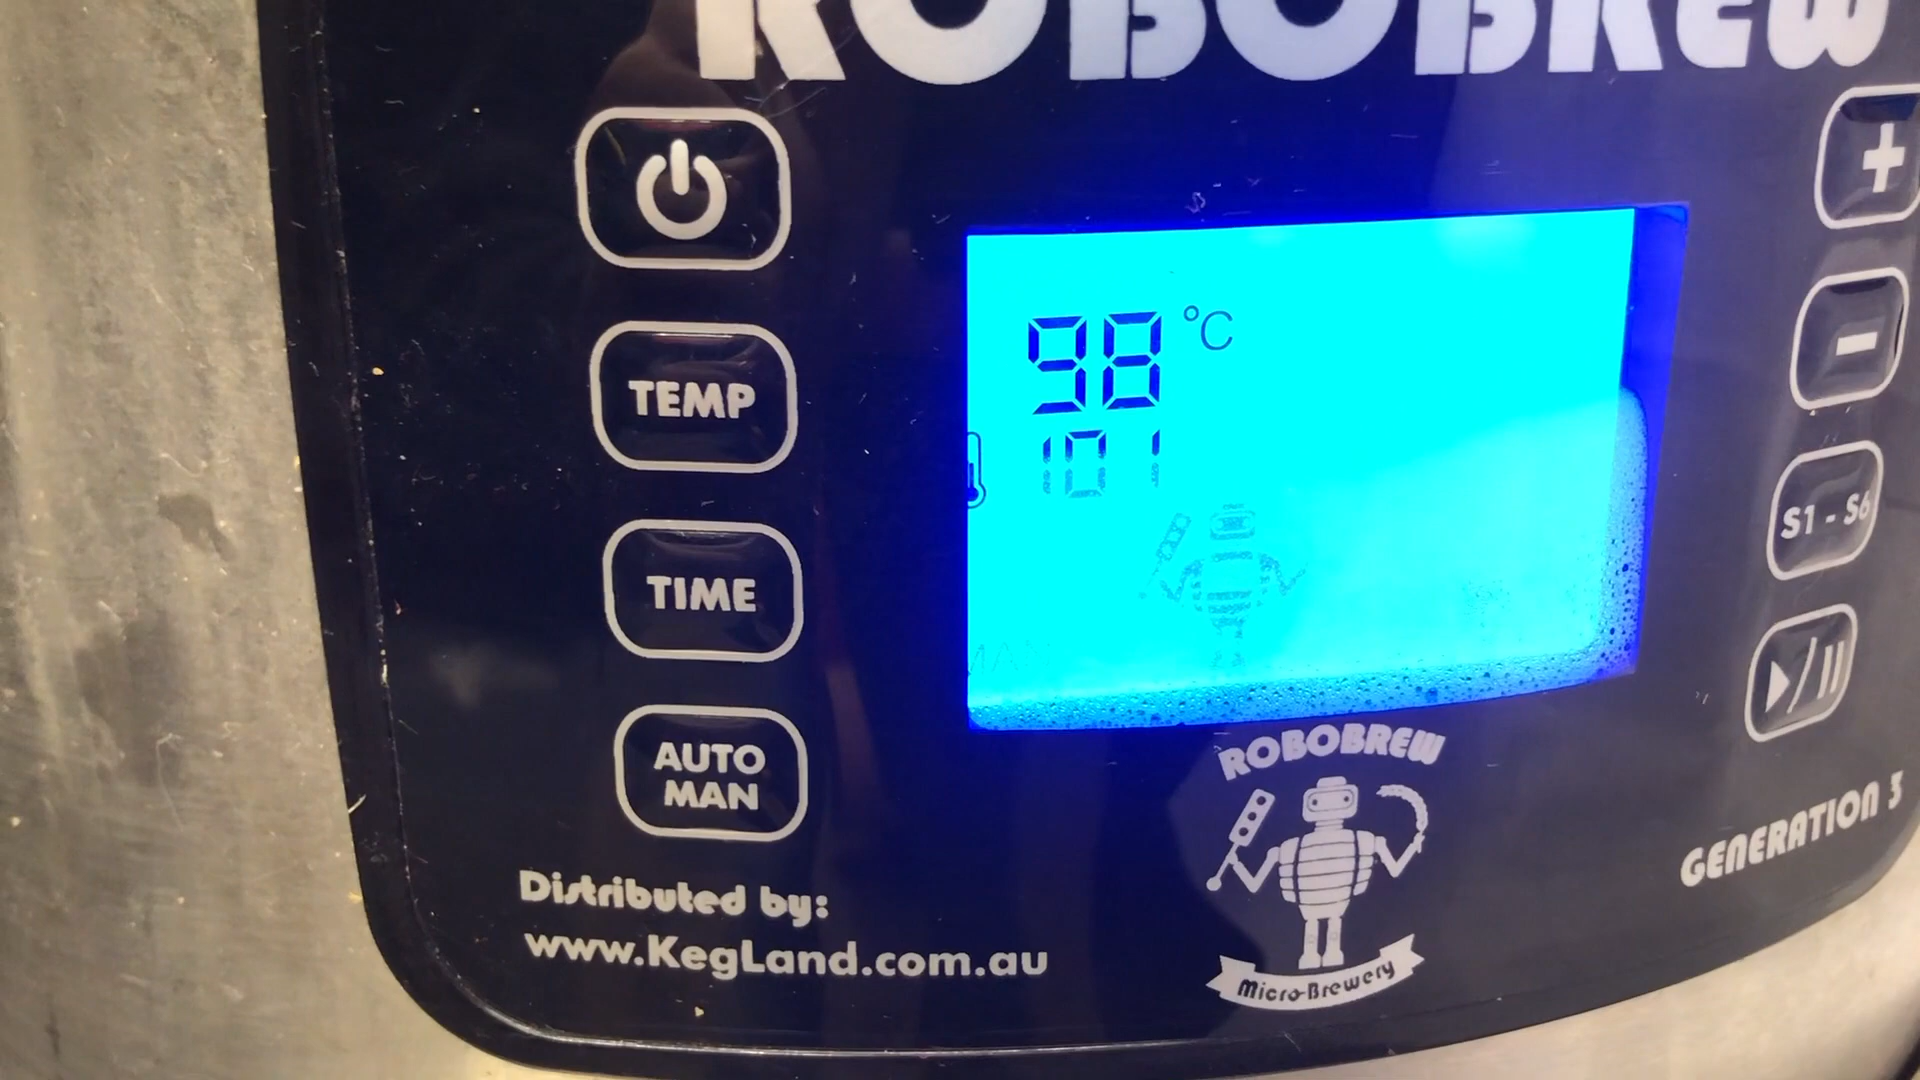 ROBOBREW
+
TEMP
98 °C
-
101
S1 - S6
TIME
MAN
AUTO
MAN
ROBOBREW
GENERATION 3
Distributed by:
www.KegLand.com.au
Micro-Brewery